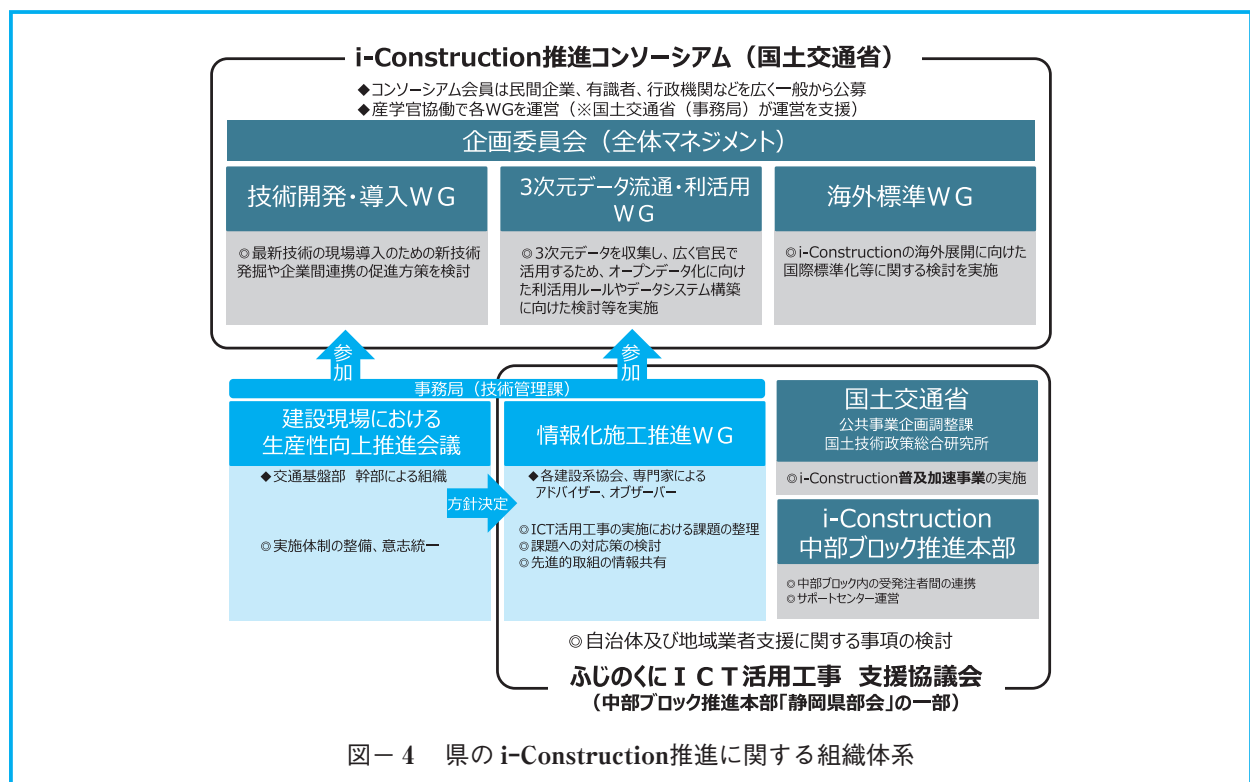 i-Construction推進コンソーシアム（国土交通省）
◆コンソーシアム会員は民間企業、有識者、行政機関などを広く一般から公募
◆産学官協働で各WGを運営（※国土交通省（事務局）が運営を支援）
企画委員会（全体マネジメント）
技術開発・導入ＷＧ
◎最新技術の現場導入のための新技術
発掘や企業間連携の促進方策を検討
3次元データ流通・利活用
WG
◎3次元データを収集し、広く官民で
活用するため、オープンデータ化に向け
た利活用ルールやデータシステム構築
に向けた検討等を実施
海外標準ＷＧ
◎i-Constructionの海外展開に向けた
国際標準化等に関する検討を実施
参
加
参
加
事務局（技術管理課）
建設現場における
生産性向上推進会議
◆交通基盤部 幹部による組織
◎実施体制の整備、意志統一
方針決定
情報化施工推進ＷＧ
◆各建設系協会、専門家による
アドバイザー、オブザーバー
◎ICT活用工事の実施における課題の整理
◎課題への対応策の検討
◎先進的取組の情報共有
国土交通省
公共事業企画調整課
国土技術政策総合研究所
◎i-Construction普及加速事業の実施
i-Construction
中部ブロック推進本部
◎中部ブロック内の受発注者間の連携
◎サポートセンター運営
◎自治体及び地域業者支援に関する事項の検討
ふじのくにＩＣＴ活用工事 支援協議会
（中部ブロック推進本部「静岡県部会」の一部）
図－4 県のi-Construction推進に関する組織体系